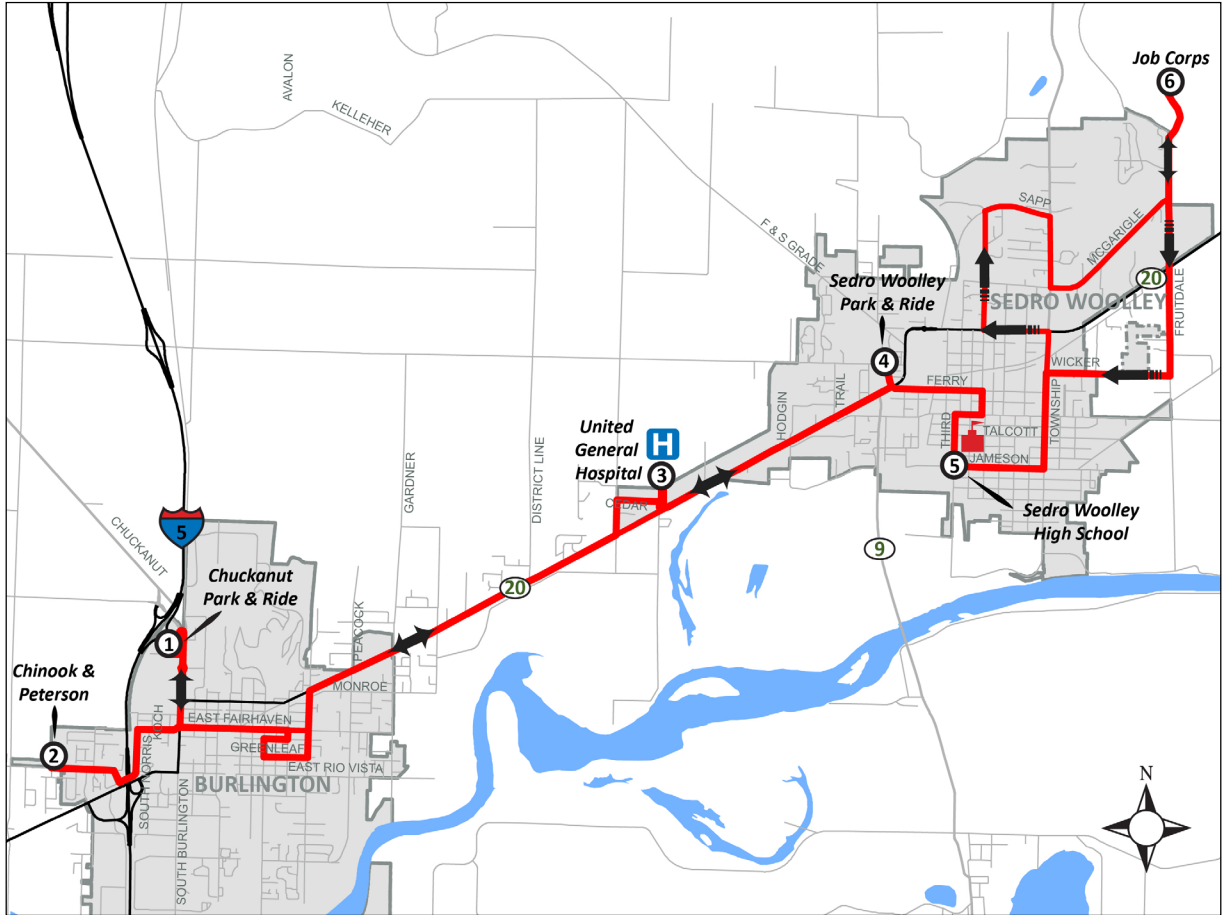 Job Corps
6
AVALON
KELLEHER
SAPP
F & S GRADE
MCGARIGLE
Sedro Woolley
Park & Ride
20
SEDRO WOOLLEY
FRUITDALE
4
WICKER
FERRY
TRAIL
HODGIN
TOWNSHIP
THIRD
TALCOTT
JAMESON
5
United
General
Hospital
H
3
CEDAR
GARDNER
DISTRICT LINE
Sedro Woolley
High School
5
CHUCKANUT
9
Chuckanut
Park & Ride
20
1
PEACOCK
Chinook &
Peterson
MONROE
2
KOCH
EAST FAIRHAVEN
GREENLEAF
EAST RIO VISTA
SOUTH NORRIS
BURLINGTON
SOUTH BURLINGTON
N